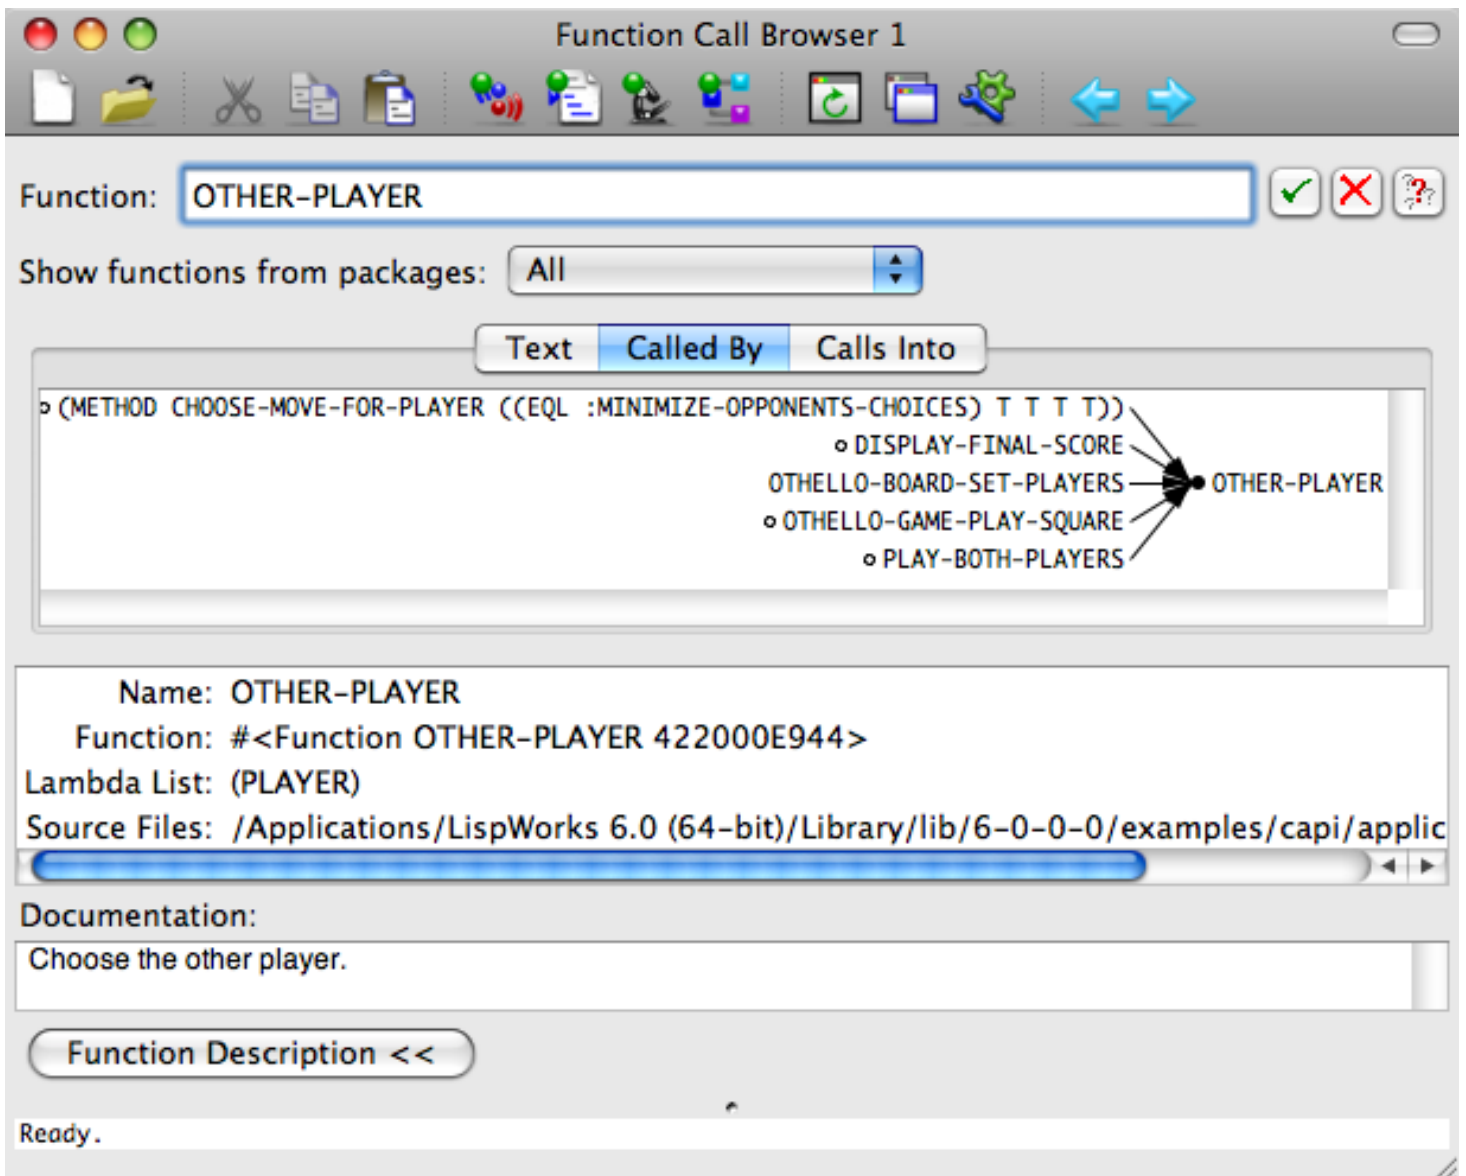 Function Call Browser 1
Function: OTHER-PLAYER
Show functions from packages: All
Text Called By Calls Into
(METHOD CHOOSE-MOVE-FOR-PLAYER ((EQL :MINIMIZE-OPPONENTS-CHOICES) T T T T))
DISPLAY-FINAL-SCORE
OTHELLO-BOARD-SET-PLAYERS OTHER-PLAYER
OTHELLO-GAME-PLAY-SQUARE
PLAY-BOTH-PLAYERS
Name: OTHER-PLAYER
Function: #<Function OTHER-PLAYER 422000E944>
Lambda List: (PLAYER)
Source Files: /Applications/LispWorks 6.0 (64-bit)/Library/lib/6-0-0-0/examples/capi/applic
Documentation:
Choose the other player.
Function Description <<
Ready.